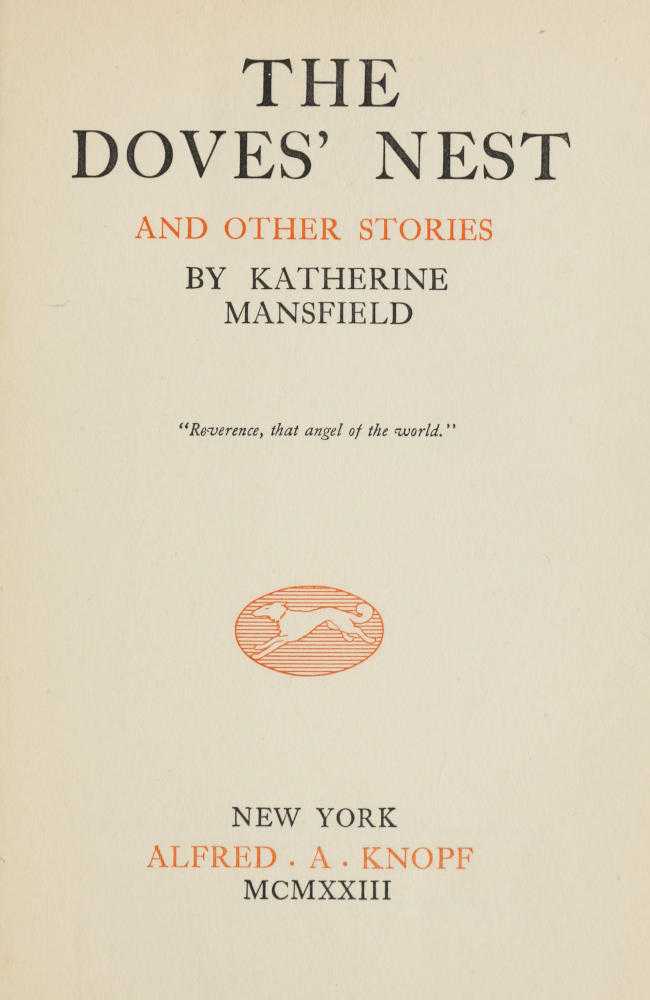 THE
DOVES’ NEST
AND OTHER STORIES
BY KATHERINE
MANSFIELD
“Reverence, that angel of the world.”
NEW YORK
ALFRED . A . KNOPF
MCMXXIII